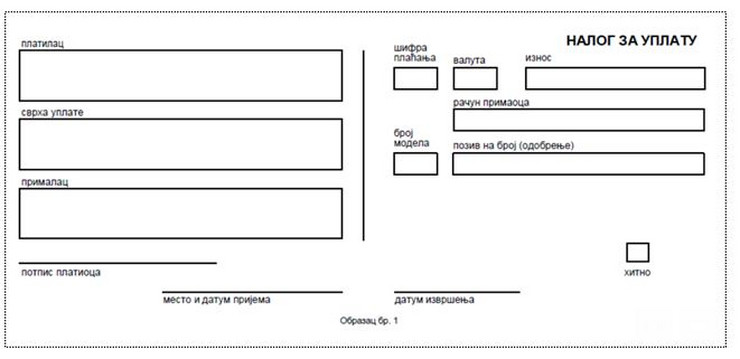 НАЛОГ ЗА УПЛАТУ
платилац
сврха уплате
прималац
шифра
плаћања
валута
износ
рачун примаоца
број
модела
позив на број (одобрење)
хитно
потпис платиоца
место и датум пријема
датум извршења
Образац бр. 1